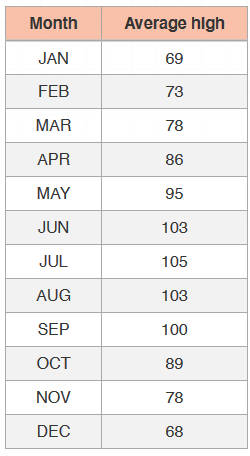 Month Average high
JAN 69
FEB 73
MAR 78
APR 86
MAY 95
JUN 103
JUL 105
AUG 103
SEP 100
OCT 89
NOV 78
DEC 68